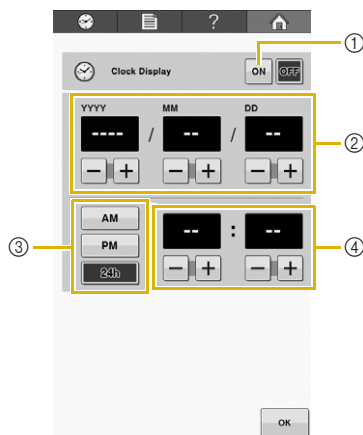 ?
①
Clock Display ON OFF
YYYY MM DD
---- / -- / --
②
− + − + − +
③
AM
PM
24h
-- : --
④
− + − +
OK